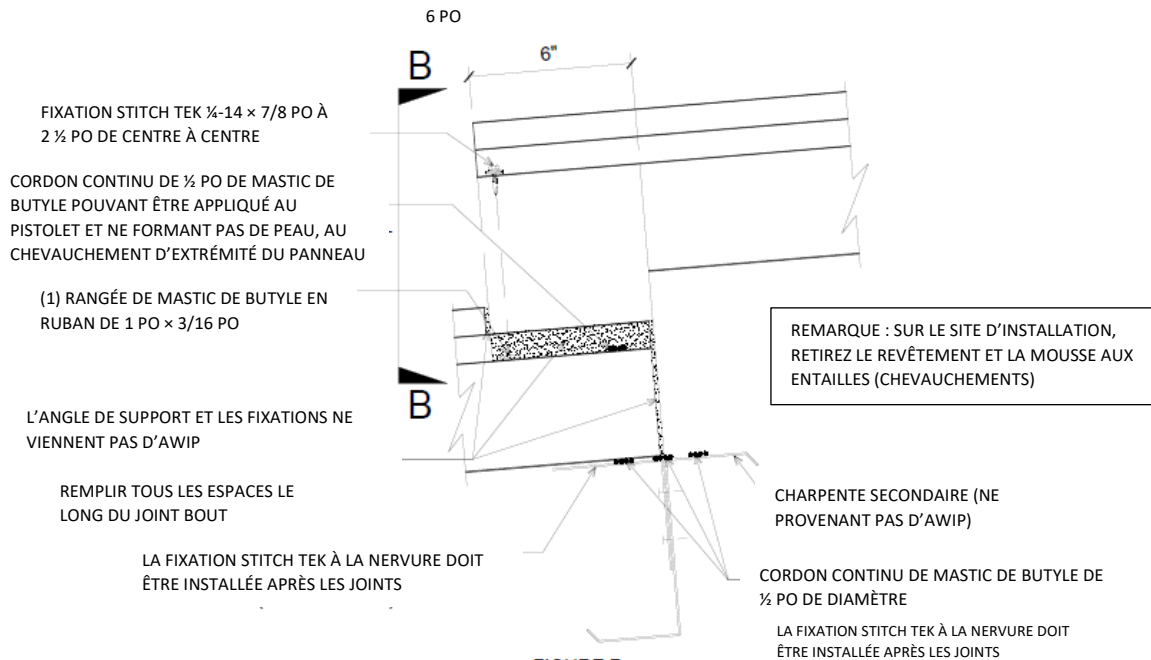 6 PO
B
6"
FIXATION STITCH TEK ¼-14 × 7/8 PO À
2 ½ PO DE CENTRE À CENTRE
CORDON CONTINU DE ½ PO DE MASTIC DE
BUTYLE POUVANT ÊTRE APPLIQUÉ AU
PISTOLET ET NE FORMANT PAS DE PEAU, AU
CHEVAUCHEMENT D'EXTRÉMITÉ DU PANNEAU
(1) RANGÉE DE MASTIC DE BUTYLE EN
RUBAN DE 1 PO × 3/16 PO
REMARQUE : SUR LE SITE D'INSTALLATION,
RETIREZ LE REVÊTEMENT ET LA MOUSSE AUX
ENTAILLES (CHEVAUCHEMENTS)
B
L'ANGLE DE SUPPORT ET LES FIXATIONS NE
VIENNENT PAS D'AWIP
REMPLIR TOUS LES ESPACES LE
LONG DU JOINT BOUT
CHARPENTE SECONDAIRE (NE
PROVENANT PAS D'AWIP)
LA FIXATION STITCH TEK À LA NERVURE DOIT
ÊTRE INSTALLÉE APRÈS LES JOINTS
CORDON CONTINU DE MASTIC DE BUTYLE DE
½ PO DE DIAMÈTRE
LA FIXATION STITCH TEK À LA NERVURE DOIT
ÊTRE INSTALLÉE APRÈS LES JOINTS